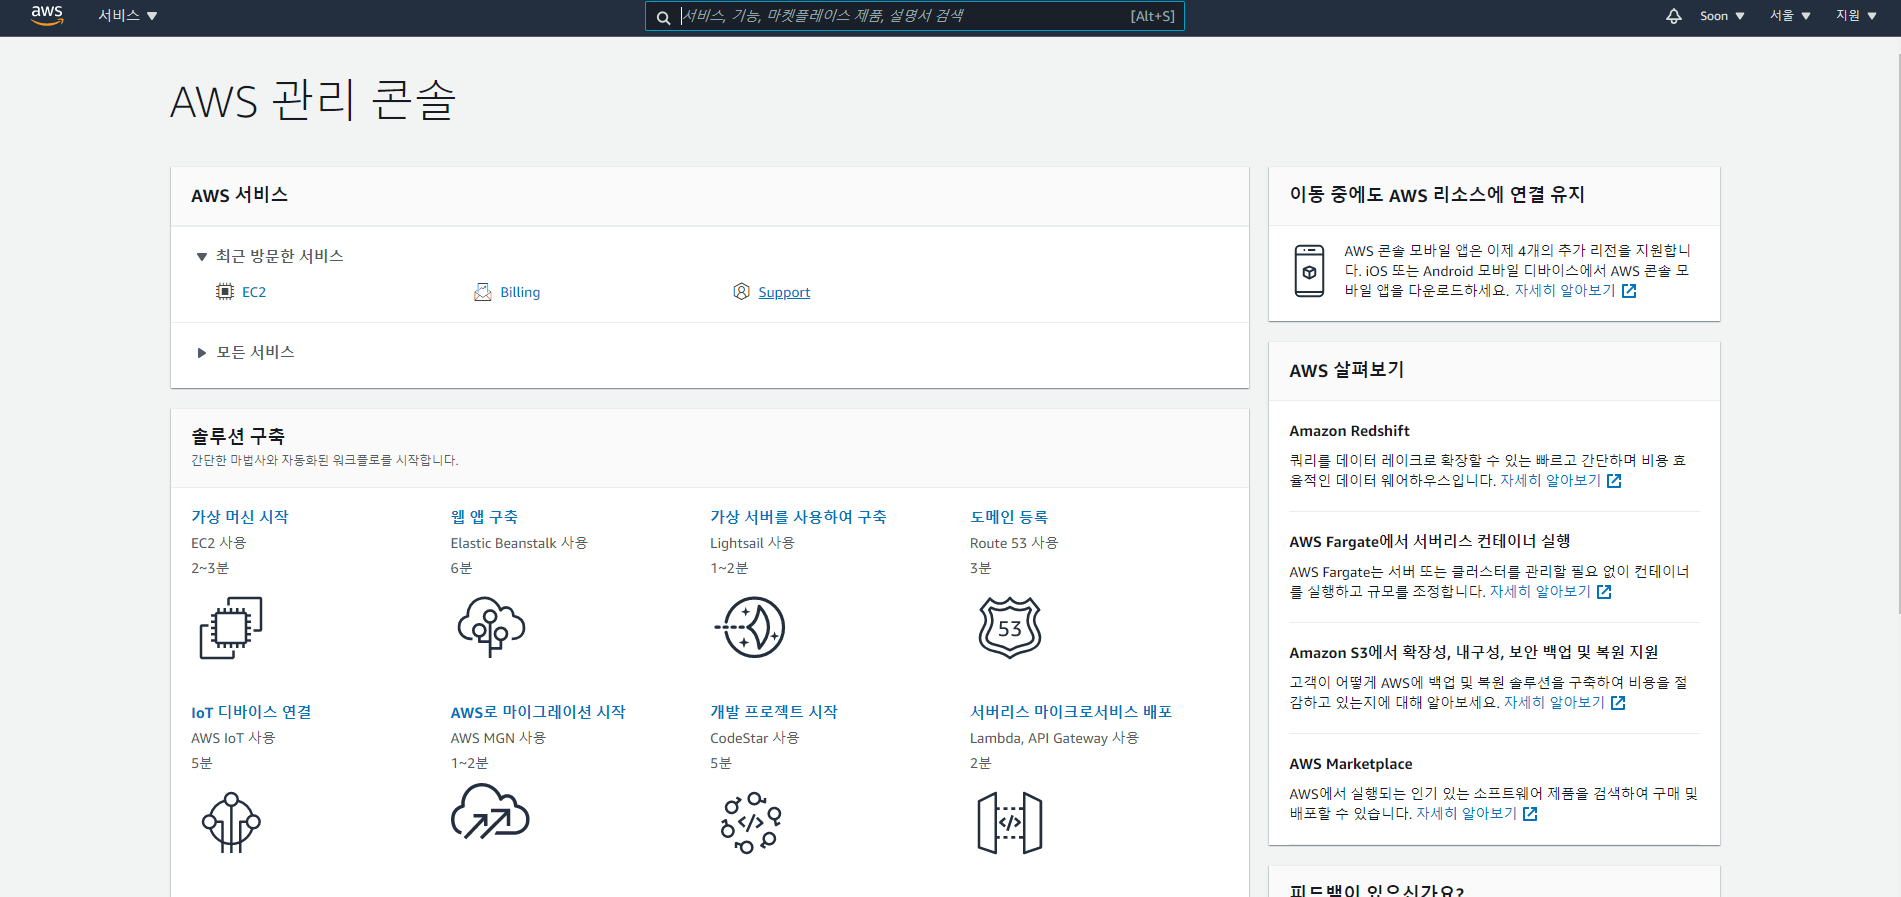 aws 서비스 ▼ 서비스, 기능, 마켓플레이스 제품, 설명서 검색 [Alt+S] Soon ▼ 서울 ▼ 지원 ▼
AWS 관리 콘솔
AWS 서비스
▼ 최근 방문한 서비스
EC2 Billing Support
▶ 모든 서비스
솔루션 구축
간단한 마법사와 자동화된 워크플로를 시작합니다.
가상 머신 시작
EC2 사용
2~3분
웹 앱 구축
Elastic Beanstalk 사용
6분
가상 서버를 사용하여 구축
Lightsail 사용
1~2분
도메인 등록
Route 53 사용
3분
53
IoT 디바이스 연결
AWS IoT 사용
5분
AWS로 마이그레이션 시작
AWS MGN 사용
1~2분
개발 프로젝트 시작
CodeStar 사용
5분
</>
서버리스 마이크로서비스 배포
Lambda, API Gateway 사용
2분
</>
이동 중에도 AWS 리소스에 연결 유지
AWS 콘솔 모바일 앱은 이제 4개의 추가 리전을 지원합니
다. iOS 또는 Android 모바일 디바이스에서 AWS 콘솔 모
바일 앱을 다운로드하세요. 자세히 알아보기
AWS 살펴보기
Amazon Redshift
쿼리를 데이터 레이크로 확장할 수 있는 빠르고 간단하며 비용 효
율적인 데이터 웨어하우스입니다. 자세히 알아보기
AWS Fargate에서 서버리스 컨테이너 실행
AWS Fargate는 서버 또는 클러스터를 관리할 필요 없이 컨테이너
를 실행하고 규모를 조정합니다. 자세히 알아보기
Amazon S3에서 확장성, 내구성, 보안 백업 및 복원 지원
고객이 어떻게 AWS에 백업 및 복원 솔루션을 구축하여 비용을 절
감하고 있는지에 대해 알아보세요. 자세히 알아보기
AWS Marketplace
AWS에서 실행되는 인기 있는 소프트웨어 제품을 검색하여 구매 및
배포할 수 있습니다. 자세히 알아보기
피드백이 있으신가요?